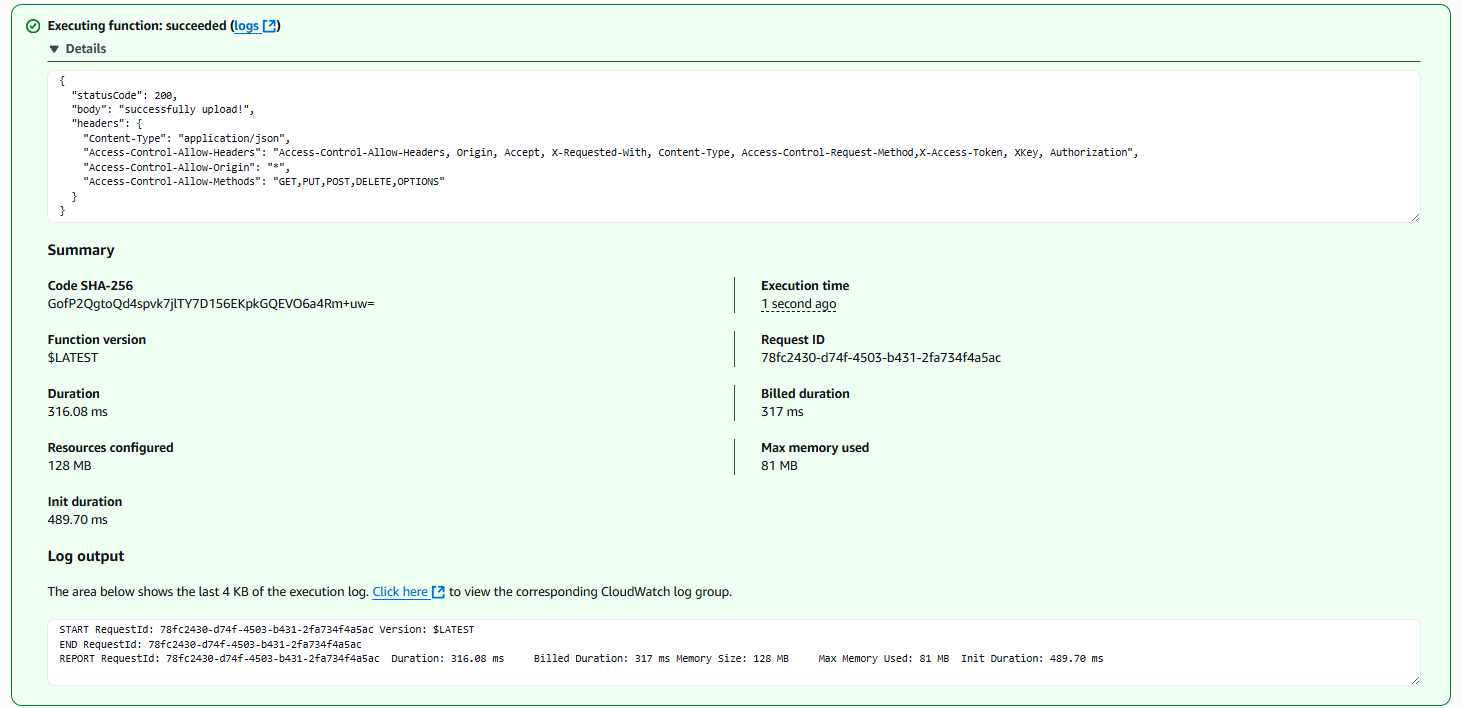 Executing function: succeeded (logs)
Details
{
"statusCode": 200,
"body": "successfully upload!",
"headers": {
"Content-Type": "application/json",
"Access-Control-Allow-Headers": "Access-Control-Allow-Headers, Origin, Accept, X-Requested-With, Content-Type, Access-Control-Request-Method,X-Access-Token, XKey, Authorization",
"Access-Control-Allow-Origin": "*",
"Access-Control-Allow-Methods": "GET,PUT,POST,DELETE,OPTIONS"
}
}
Summary
Code SHA-256
GofP2QgtoQd4spvk7jlTY7D156EKpkGQEVO6a4Rm+uw=
Execution time
1 second ago
Function version
$LATEST
Request ID
78fc2430-d74f-4503-b431-2fa734f4a5ac
Duration
316.08 ms
Billed duration
317 ms
Resources configured
128 MB
Max memory used
81 MB
Init duration
489.70 ms
Log output
The area below shows the last 4 KB of the execution log. Click here to view the corresponding CloudWatch log group.
START RequestId: 78fc2430-d74f-4503-b431-2fa734f4a5ac Version: $LATEST
END RequestId: 78fc2430-d74f-4503-b431-2fa734f4a5ac
REPORT RequestId: 78fc2430-d74f-4503-b431-2fa734f4a5ac Duration: 316.08 ms Billed Duration: 317 ms Memory Size: 128 MB Max Memory Used: 81 MB Init Duration: 489.70 ms